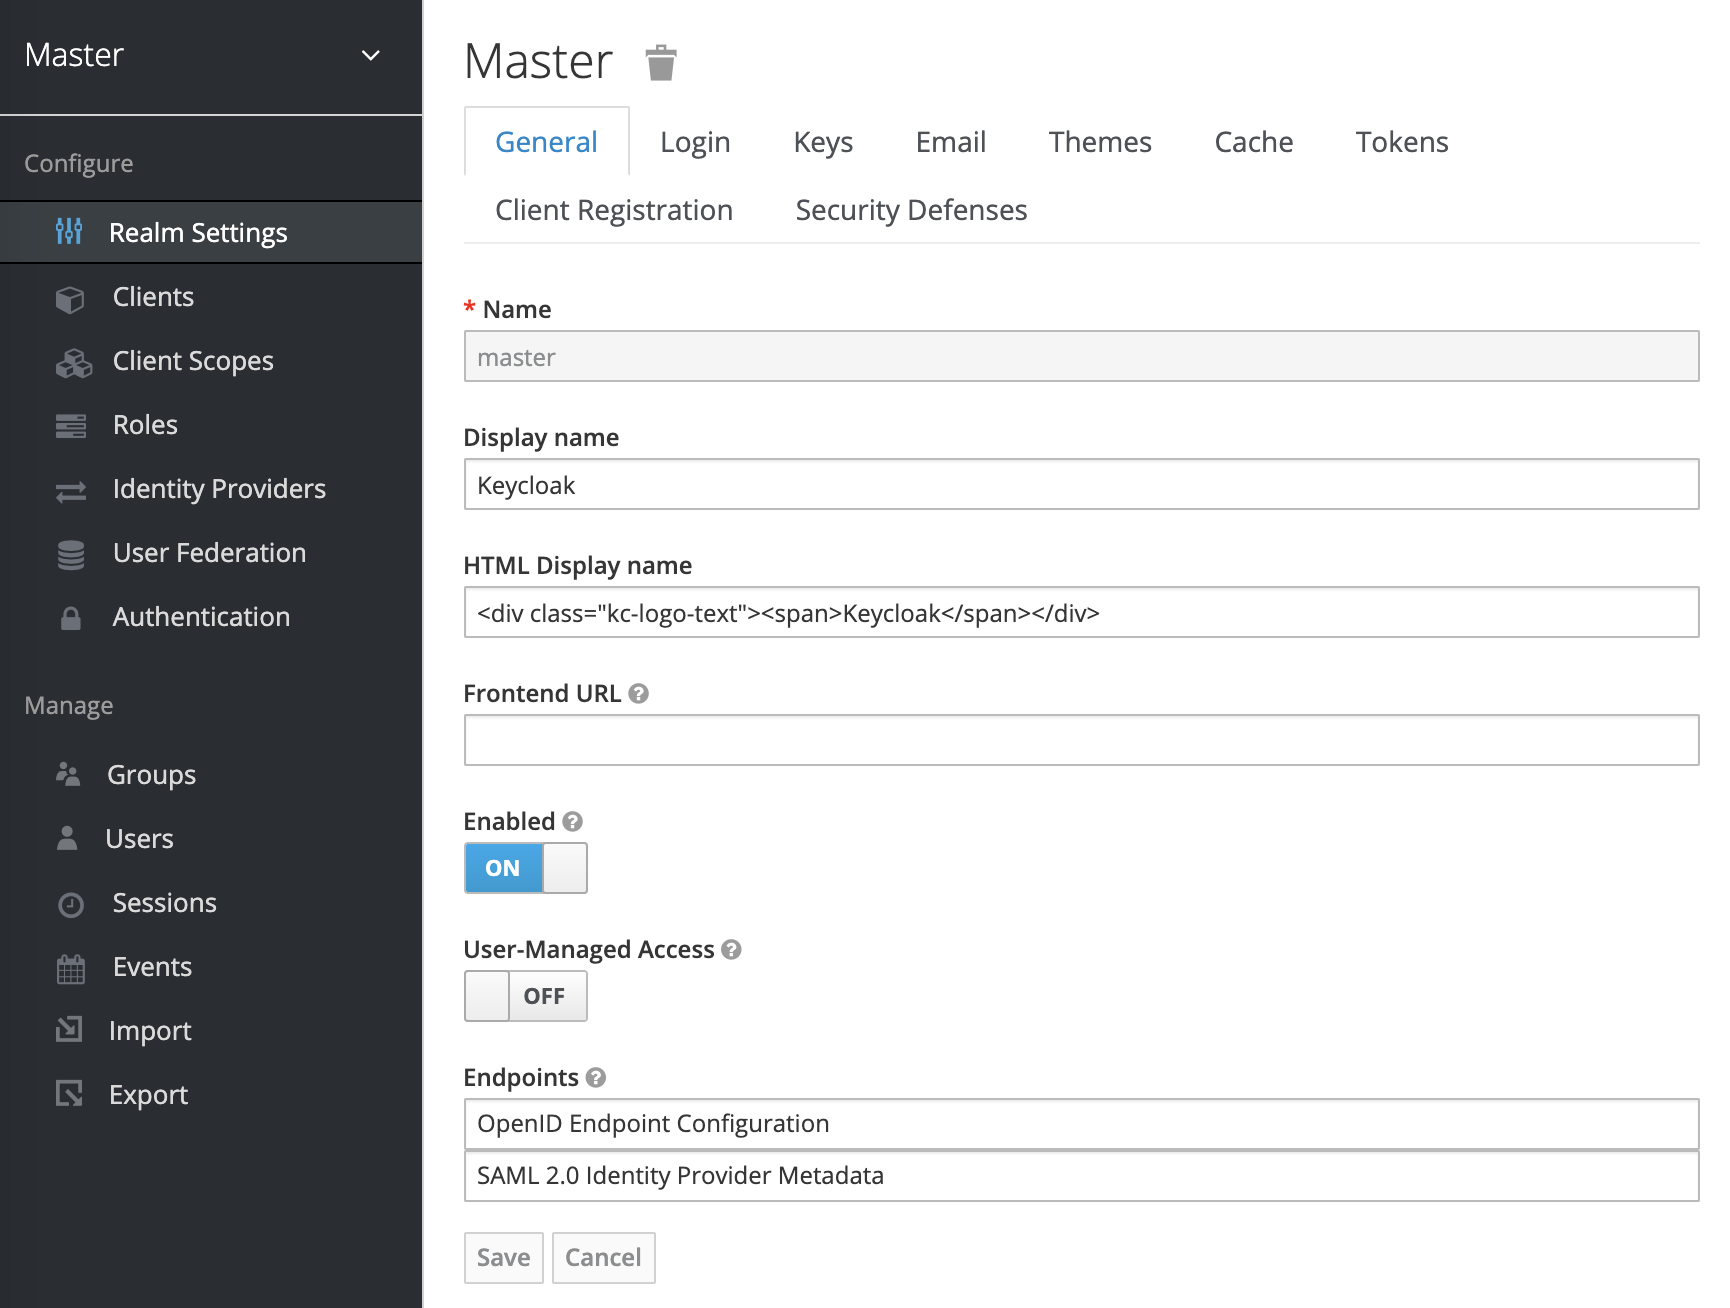 Master
Configure
Realm Settings
Clients
Client Scopes
Roles
Identity Providers
User Federation
Authentication
Manage
Groups
Users
Sessions
Events
Import
Export
Master
General Login Keys Email Themes Cache Tokens
Client Registration Security Defenses
* Name
master
Display name
Keycloak
HTML Display name
<div class="kc-logo-text"><span>Keycloak</span></div>
Frontend URL ?
Enabled ?
ON
User-Managed Access ?
OFF
Endpoints ?
OpenID Endpoint Configuration
SAML 2.0 Identity Provider Metadata
Save Cancel